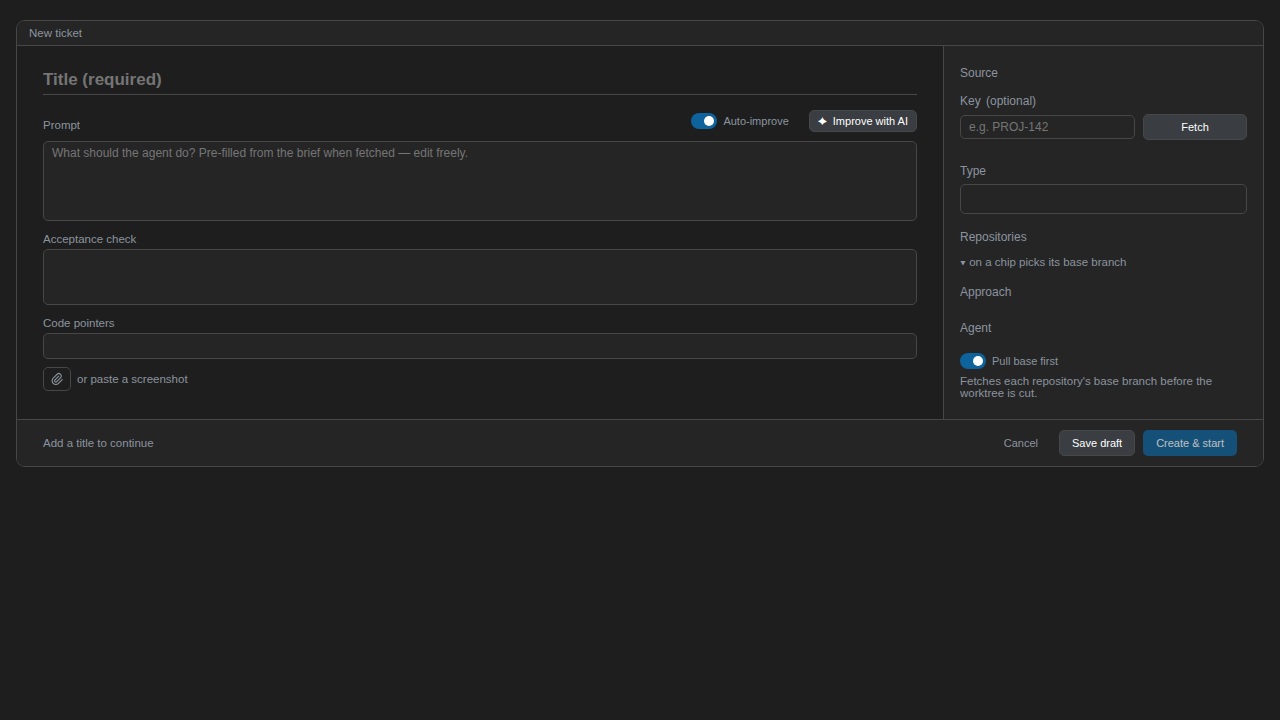 New ticket
Title (required)
Prompt
Auto-improve
Improve with AI
What should the agent do? Pre-filled from the brief when fetched — edit freely.
Acceptance check
Code pointers
or paste a screenshot
Source
Key (optional)
e.g. PROJ-142
Fetch
Type
Repositories
▾ on a chip picks its base branch
Approach
Agent
Pull base first
Fetches each repository's base branch before the
worktree is cut.
Add a title to continue
Cancel
Save draft
Create & start